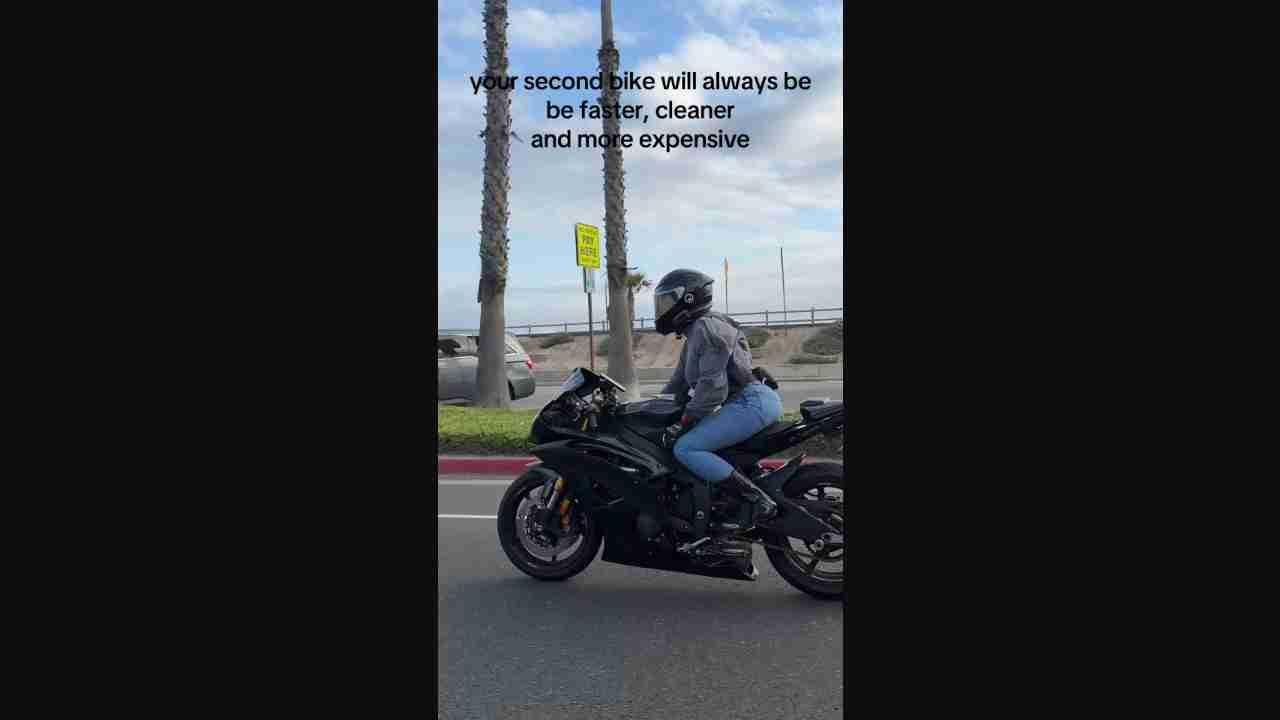 your second bike will always be
be faster, cleaner
and more expensive
PAY
HERE